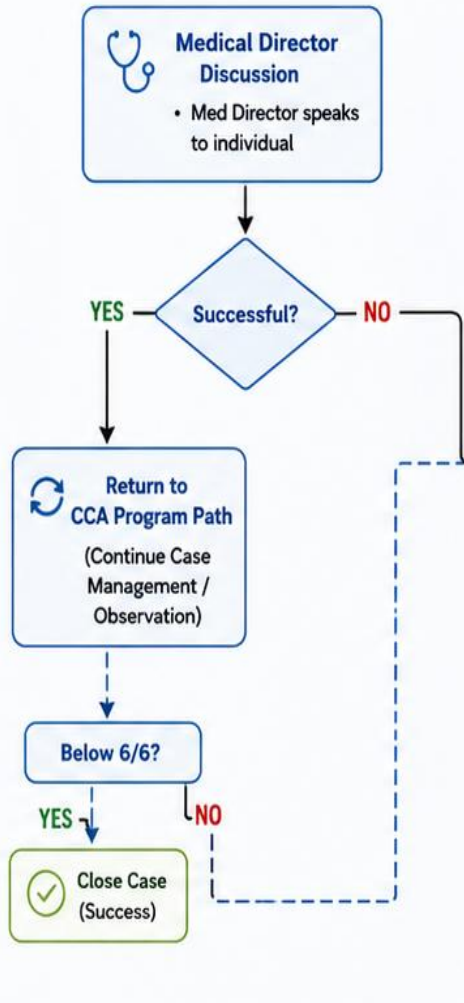 Medical Director
Discussion
• Med Director speaks
to individual
Successful?
YES
NO
Return to
CCA Program Path
(Continue Case
Management /
Observation)
Below 6/6?
YES
NO
Close Case
(Success)